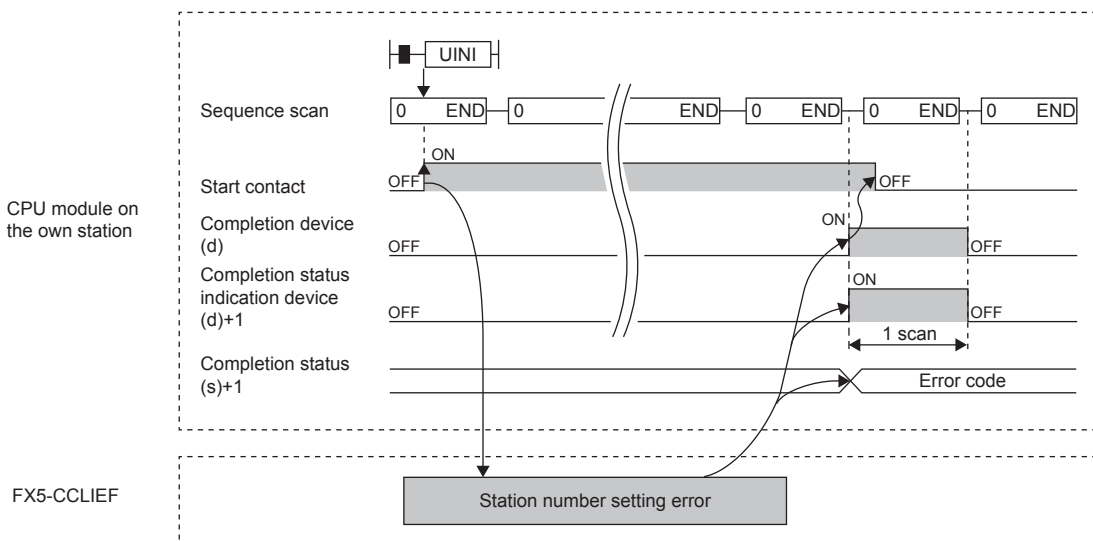 UINI
Sequence scan
0 END 0 END 0 END 0 END 0 END
ON
Start contact
OFF OFF
CPU module on
the own station
Completion device
(d)
ON
OFF OFF
Completion status
indication device
(d)+1
ON
OFF OFF
1 scan
Completion status
(s)+1
Error code
FX5-CCLIEF
Station number setting error